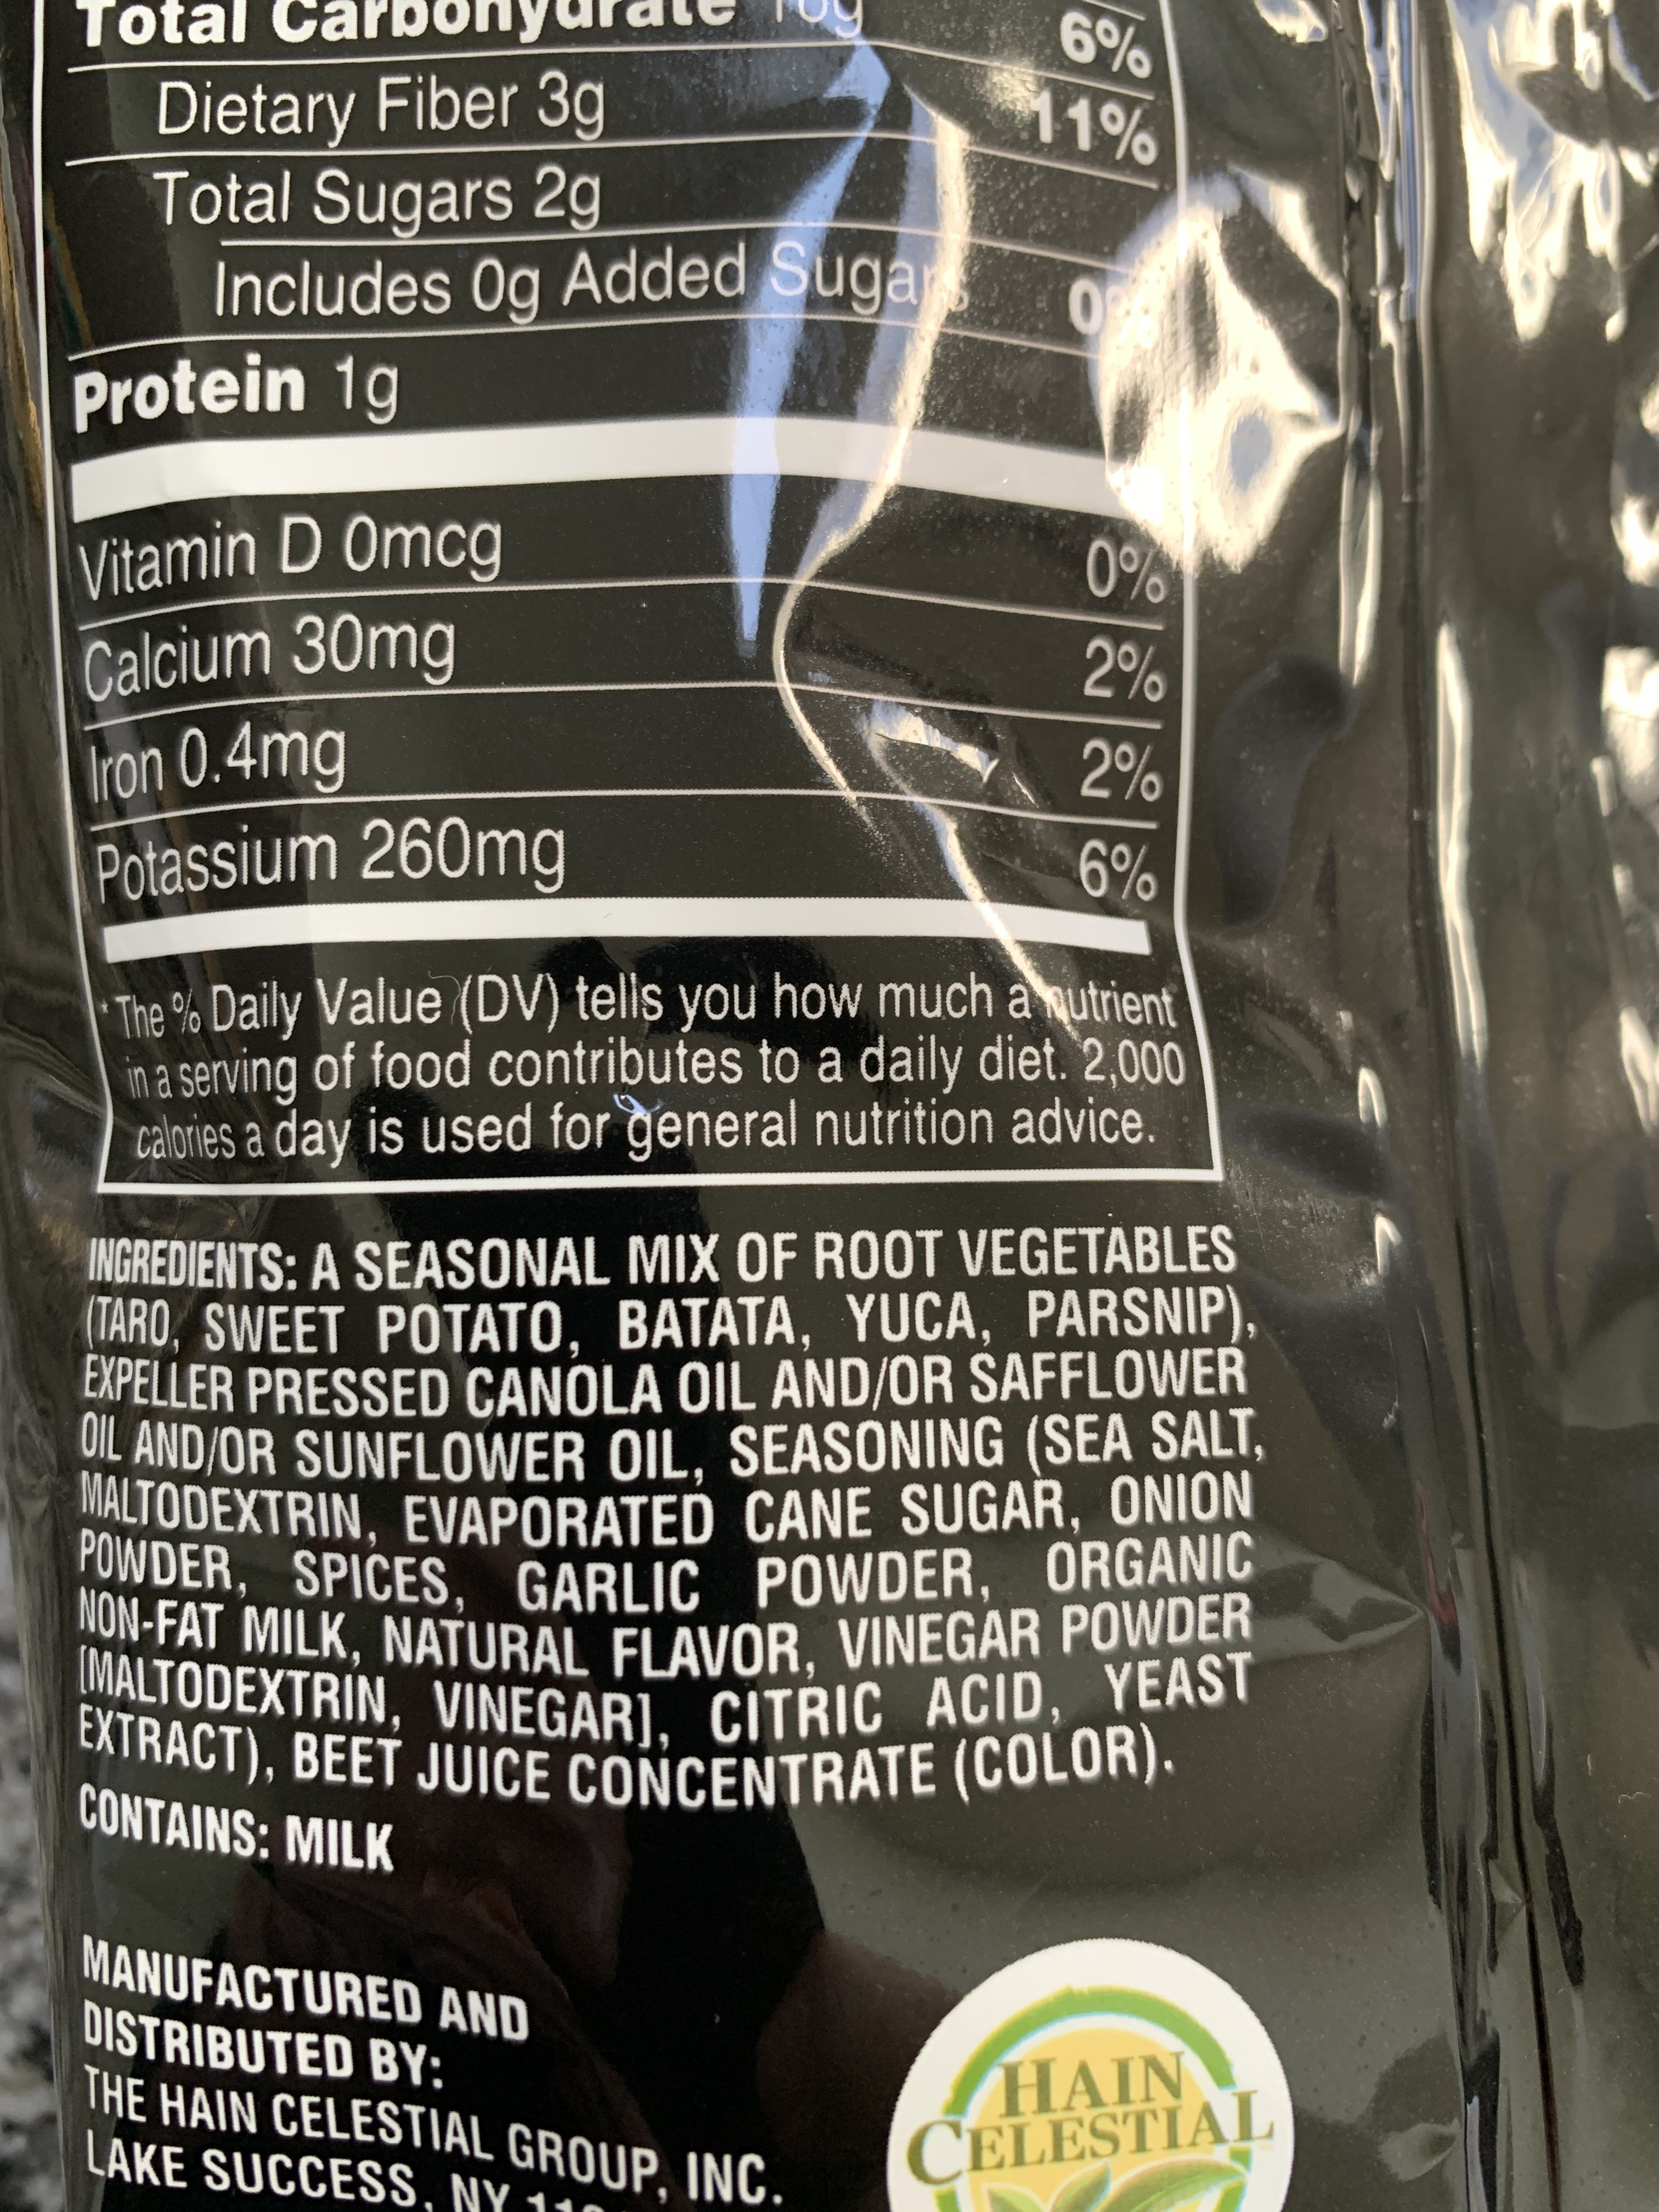 Total Carbohydrate 16g 6%
Dietary Fiber 3g 11%
Total Sugars 2g
Includes 0g Added Sugars
Protein 1g
Vitamin D 0mcg 0%
Calcium 30mg 2%
Iron 0.4mg 2%
Potassium 260mg 6%
* The % Daily Value (DV) tells you how much a nutrient
in a serving of food contributes to a daily diet. 2,000
calories a day is used for general nutrition advice.
INGREDIENTS: A SEASONAL MIX OF ROOT VEGETABLES
(TARO, SWEET POTATO, BATATA, YUCA, PARSNIP),
EXPELLER PRESSED CANOLA OIL AND/OR SAFFLOWER
OIL AND/OR SUNFLOWER OIL, SEASONING (SEA SALT,
MALTODEXTRIN, EVAPORATED CANE SUGAR, ONION
POWDER, SPICES, GARLIC POWDER, ORGANIC
NON-FAT MILK, NATURAL FLAVOR, VINEGAR POWDER
[MALTODEXTRIN, VINEGAR], CITRIC ACID, YEAST
EXTRACT), BEET JUICE CONCENTRATE (COLOR).
CONTAINS: MILK
MANUFACTURED AND
DISTRIBUTED BY:
THE HAIN CELESTIAL GROUP, INC.
LAKE SUCCESS, NY
HAIN
CELESTIAL